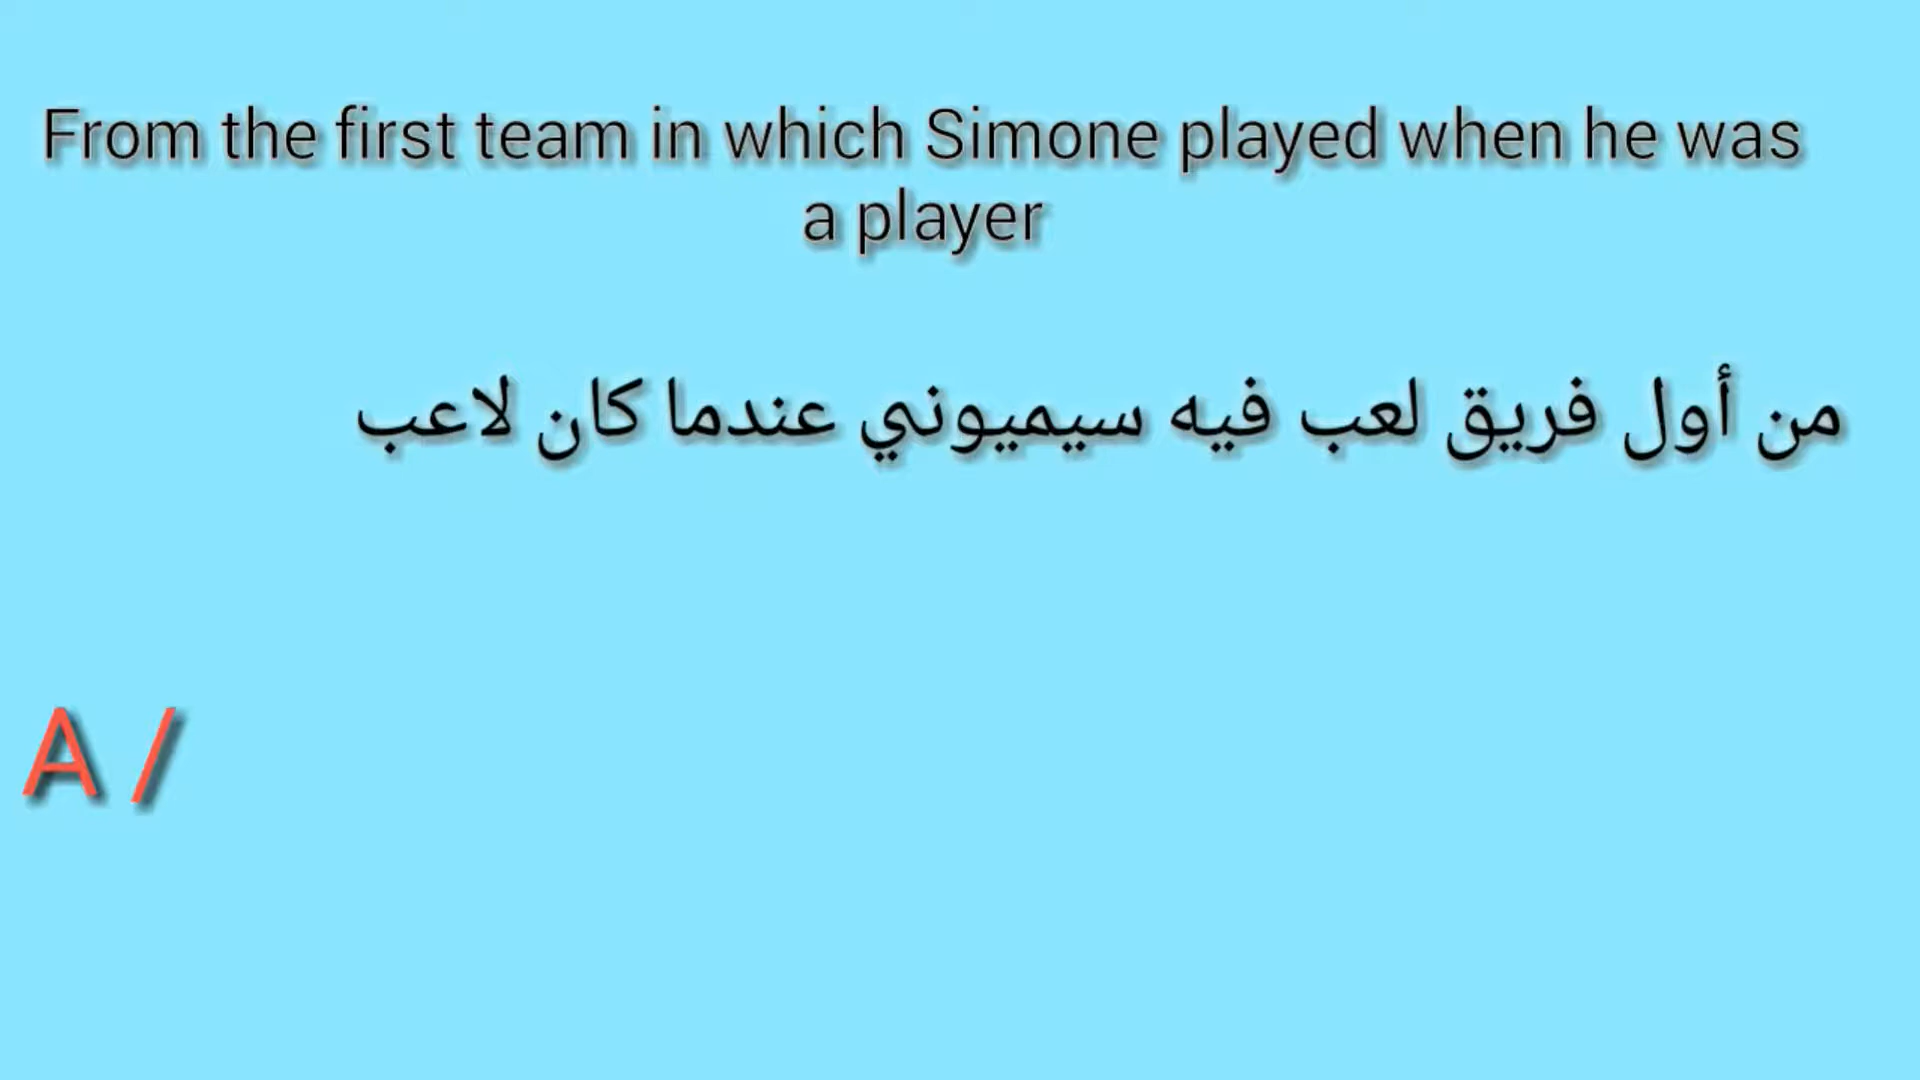 From the first team in which Simone played when he was
a player
من أول فريق لعب فيه سيميوني عندما كان لاعب
A /